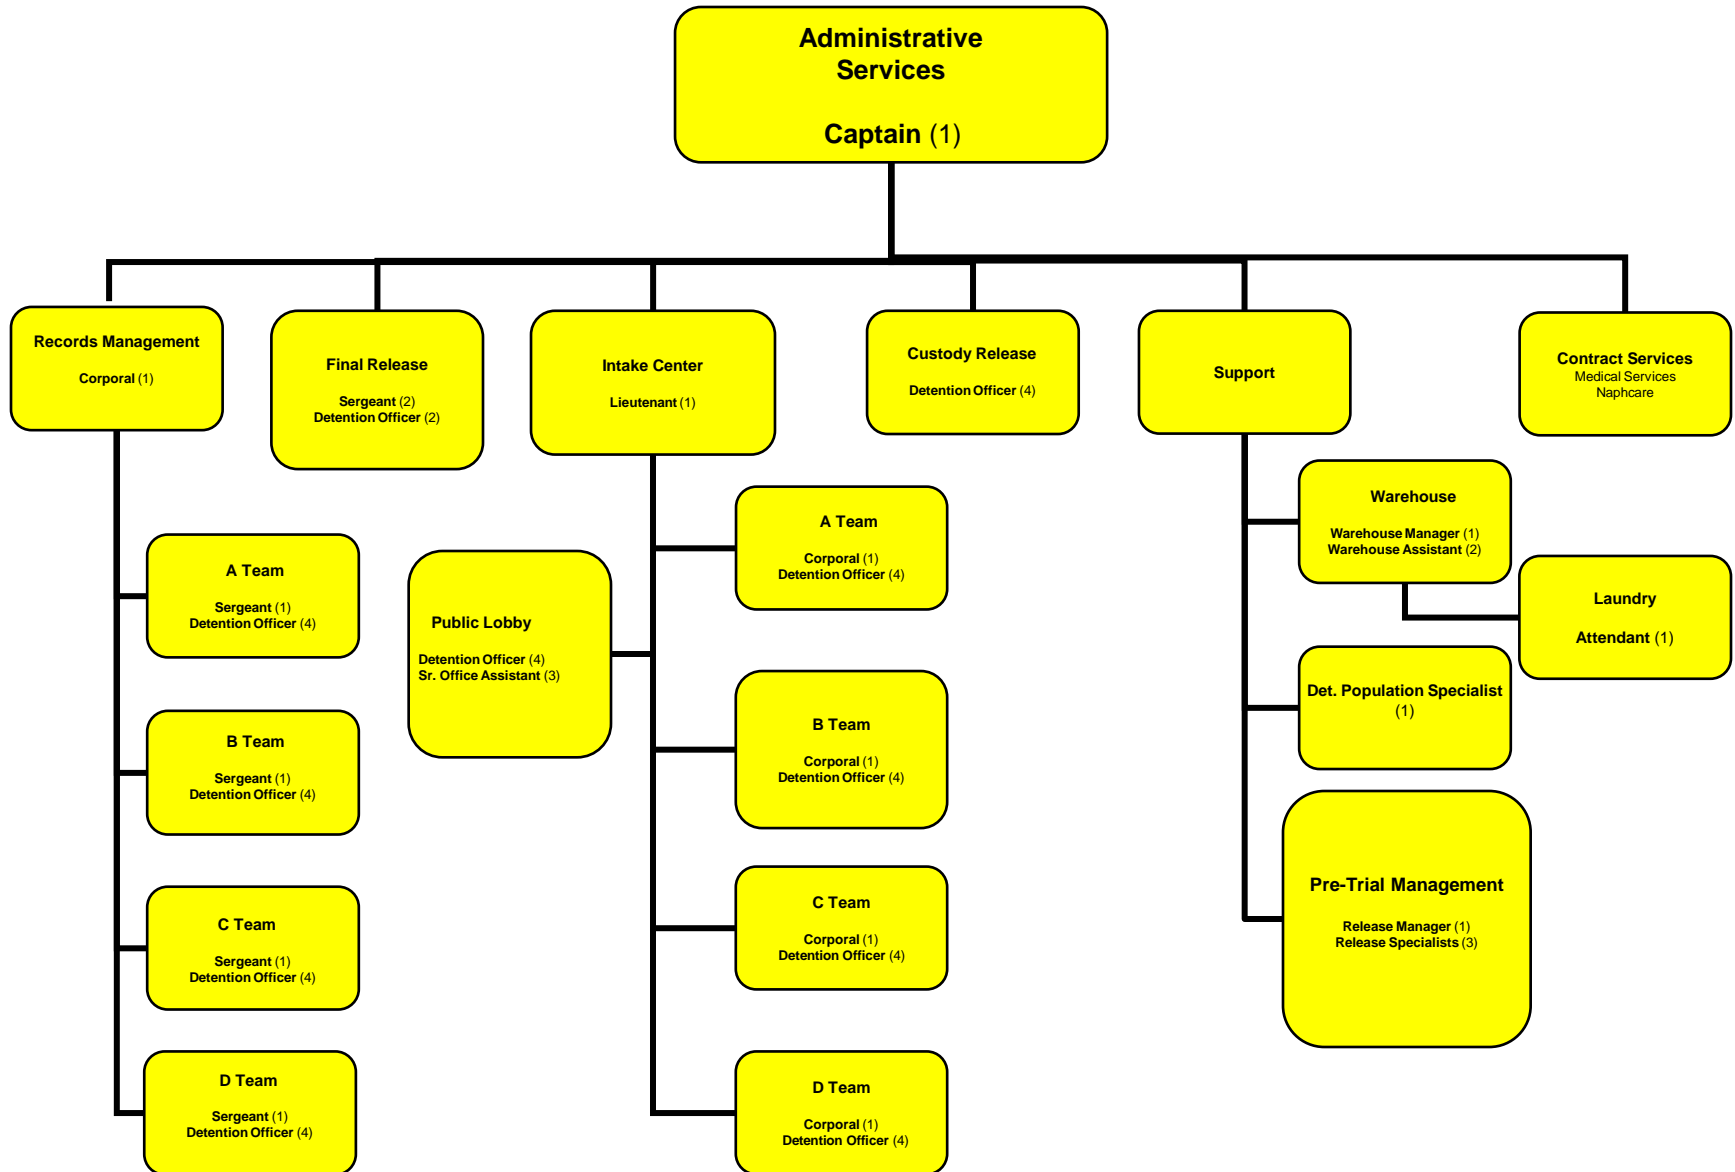 Administrative
Services
Captain (1)
Records Management
Corporal (1)
Final Release
Sergeant (2)
Detention Officer (2)
Intake Center
Lieutenant (1)
Custody Release
Detention Officer (4)
Support
Contract Services
Medical Services
Naphcare
A Team
Sergeant (1)
Detention Officer (4)
B Team
Sergeant (1)
Detention Officer (4)
C Team
Sergeant (1)
Detention Officer (4)
D Team
Sergeant (1)
Detention Officer (4)
Public Lobby
Detention Officer (4)
Sr. Office Assistant (3)
A Team
Corporal (1)
Detention Officer (4)
B Team
Corporal (1)
Detention Officer (4)
C Team
Corporal (1)
Detention Officer (4)
D Team
Corporal (1)
Detention Officer (4)
Warehouse
Warehouse Manager (1)
Warehouse Assistant (2)
Laundry
Attendant (1)
Det. Population Specialist
(1)
Pre-Trial Management
Release Manager (1)
Release Specialists (3)